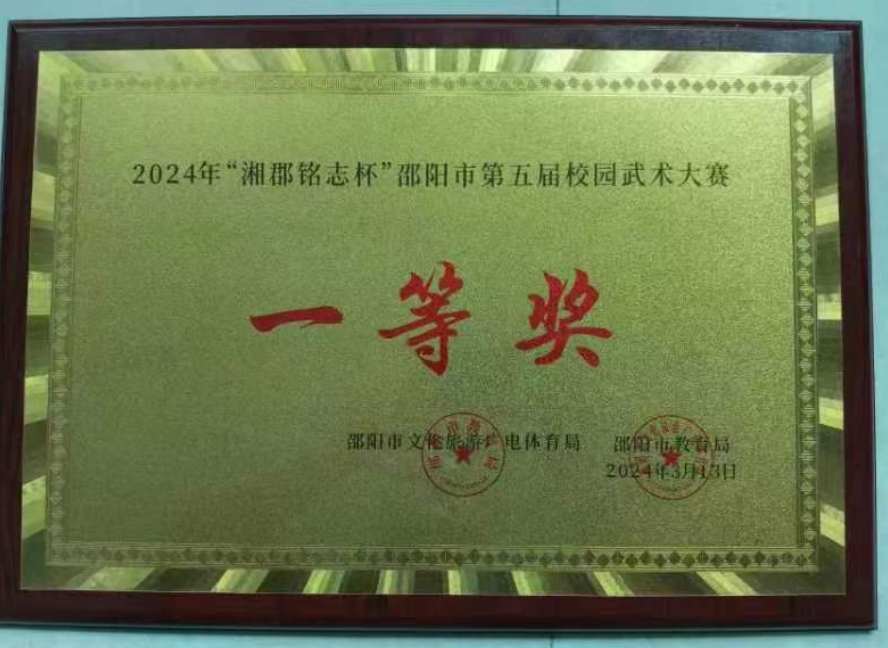 2024年“湘郡铭志杯”邵阳市第五届校园武术大赛
一等奖
邵阳市文化旅游广电体育局 邵阳市教育局
2024年3月13日